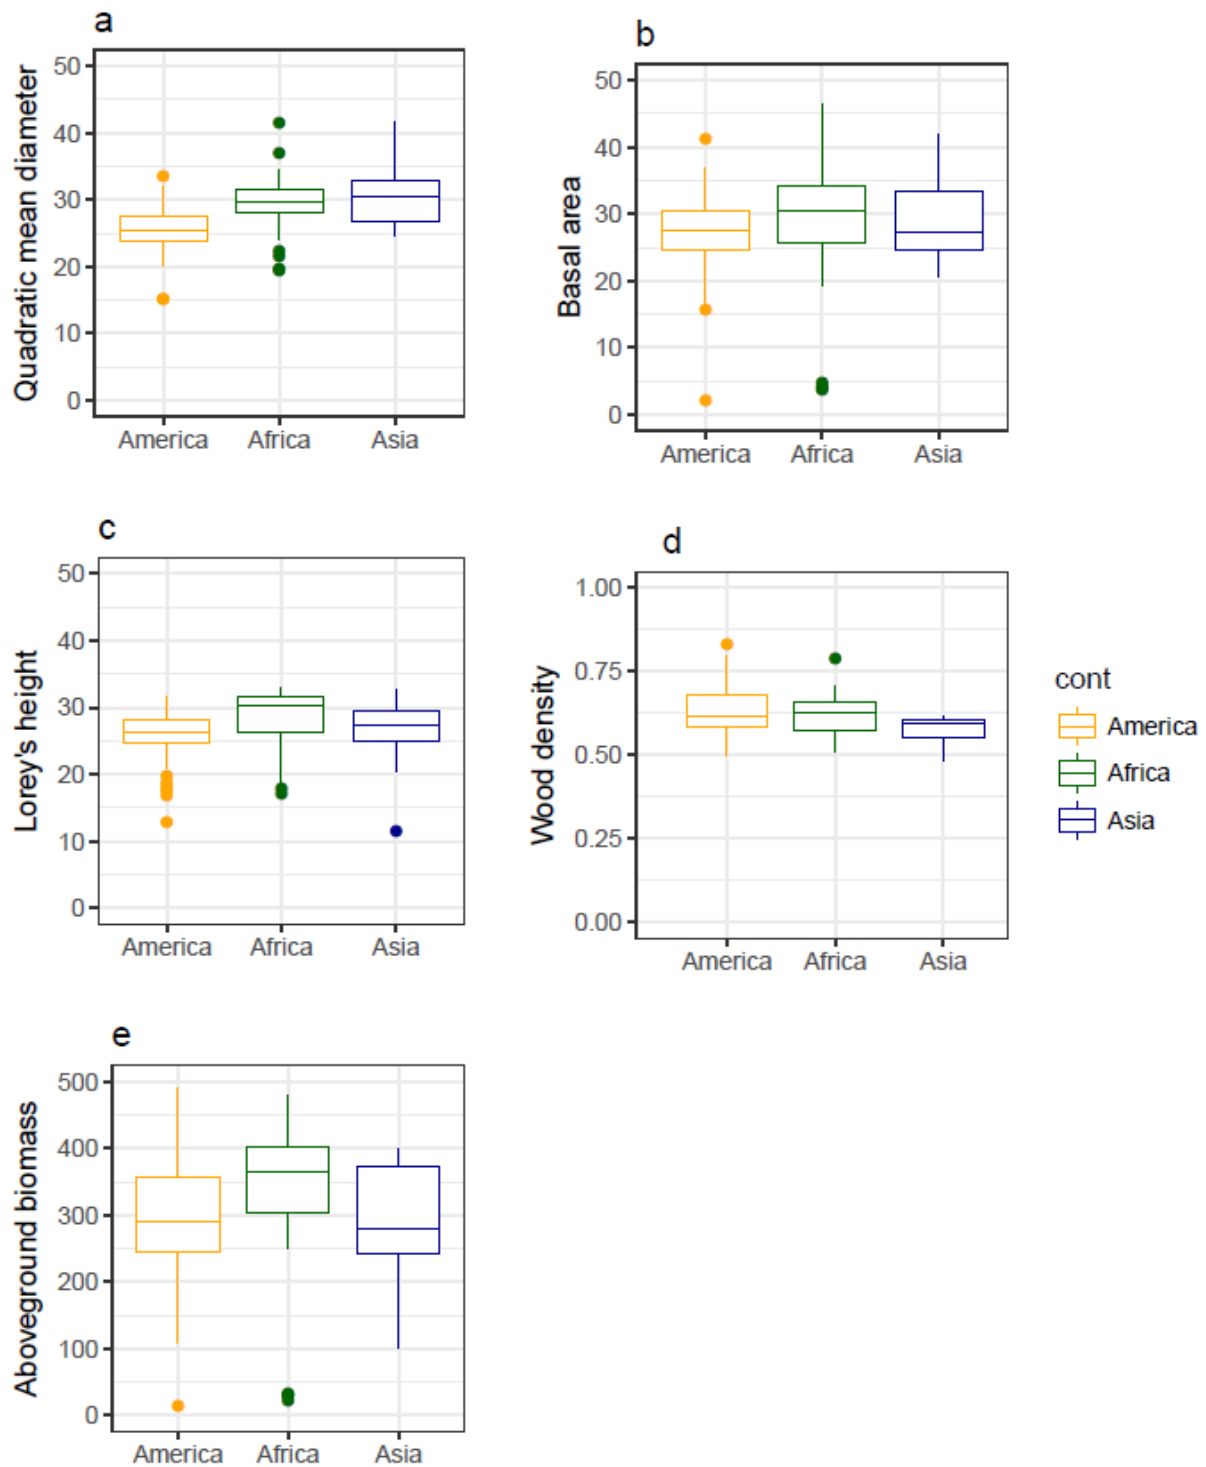 a
50
40
30
20
10
0
Quadratic mean diameter
America Africa Asia
b
50
40
30
20
10
0
Basal area
America Africa Asia
c
50
40
30
20
10
0
Lorey's height
America Africa Asia
d
1.00
0.75
0.50
0.25
0.00
Wood density
America Africa Asia
cont
America
Africa
Asia
e
500
400
300
200
100
0
Aboveground biomass
America Africa Asia